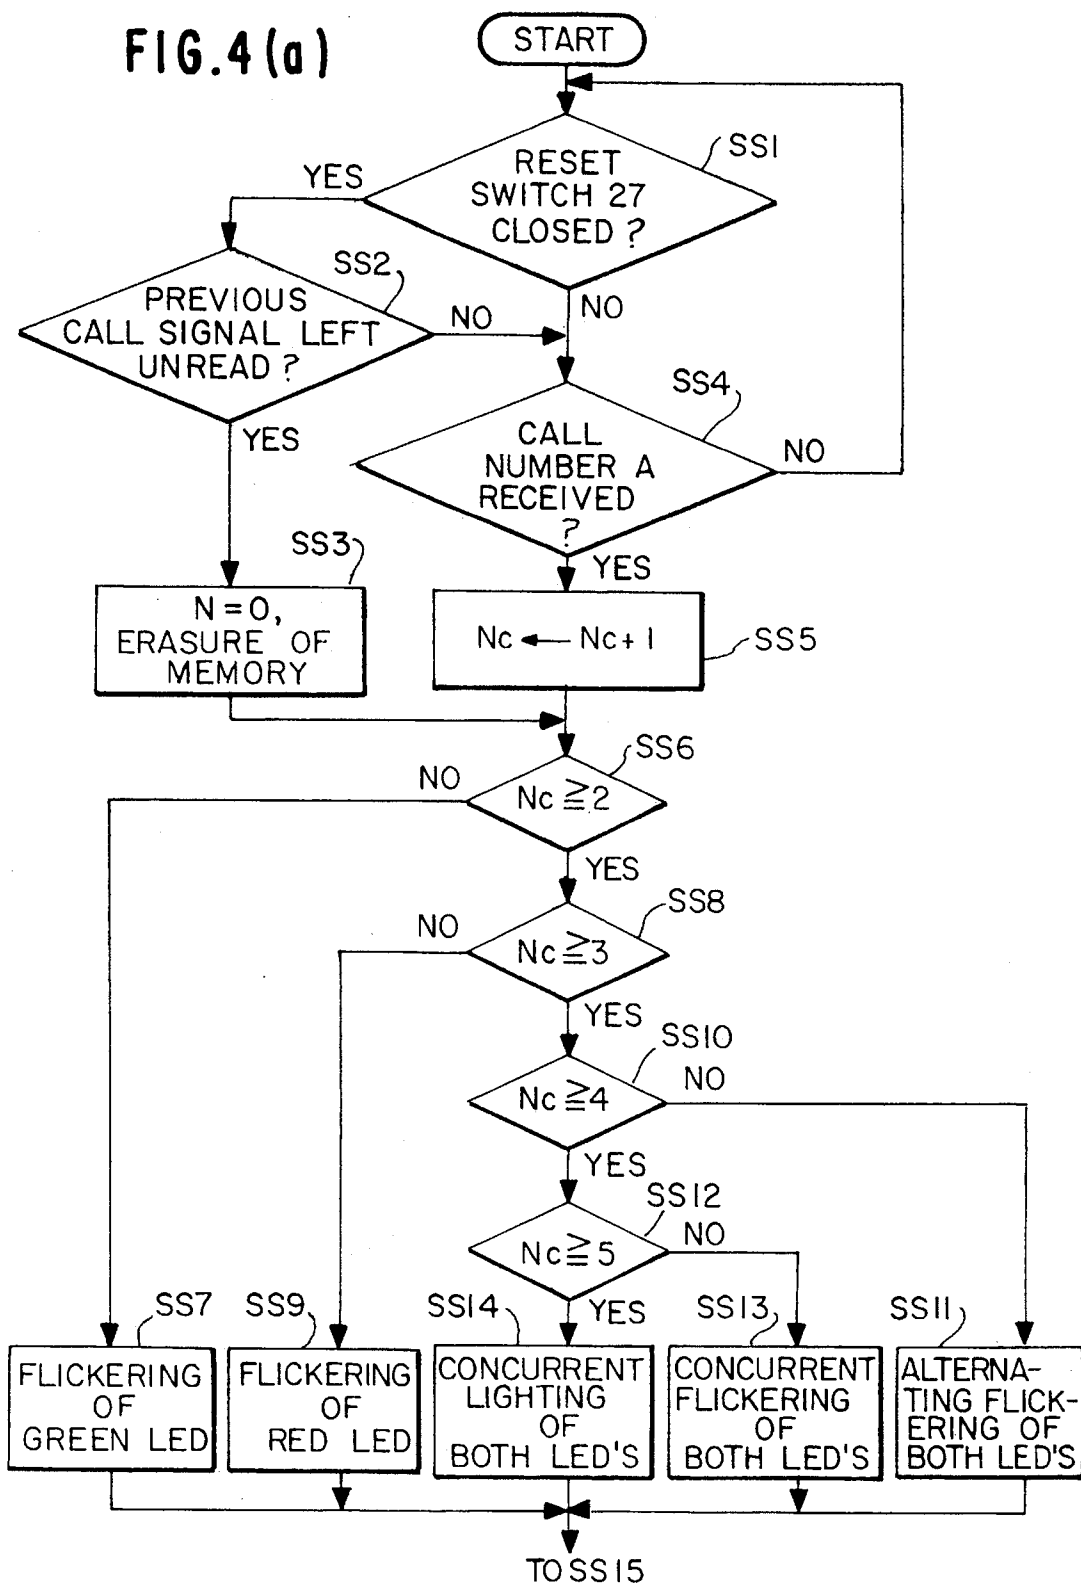 FIG.4(a)
START
RESET
SWITCH 27
CLOSED ?
SS1
YES
NO
PREVIOUS
CALL SIGNAL LEFT
UNREAD ?
SS2
NO
YES
CALL
NUMBER A
RECEIVED
?
SS4
NO
YES
SS3
N=0,
ERASURE OF
MEMORY
Nc ← Nc+1
SS5
SS6
Nc ≧ 2
NO
YES
SS8
Nc ≧ 3
NO
YES
SS10
Nc ≧ 4
NO
YES
SS12
Nc ≧ 5
NO
YES
SS7
FLICKERING
OF
GREEN LED
SS9
FLICKERING
OF
RED LED
SS14
CONCURRENT
LIGHTING
OF
BOTH LED'S
SS13
CONCURRENT
FLICKERING
OF
BOTH LED'S
SS11
ALTERNA-
TING FLICK-
ERING OF
BOTH LED'S
TO SS15